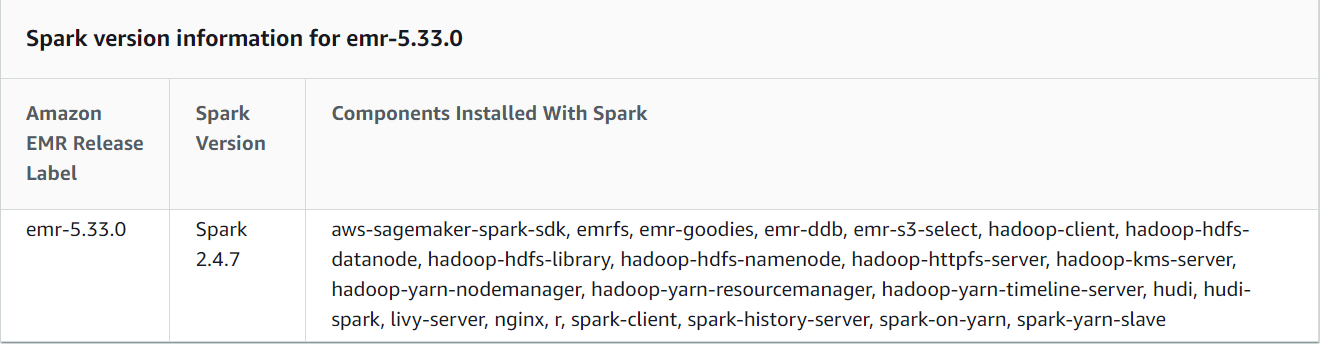 Spark version information for emr-5.33.0
Amazon
EMR Release
Label
Spark
Version
Components Installed With Spark
emr-5.33.0
Spark
2.4.7
aws-sagemaker-spark-sdk, emrfs, emr-goodies, emr-ddb, emr-s3-select, hadoop-client, hadoop-hdfs-
datanode, hadoop-hdfs-library, hadoop-hdfs-namenode, hadoop-httpfs-server, hadoop-kms-server,
hadoop-yarn-nodemanager, hadoop-yarn-resourcemanager, hadoop-yarn-timeline-server, hudi, hudi-
spark, livy-server, nginx, r, spark-client, spark-history-server, spark-on-yarn, spark-yarn-slave